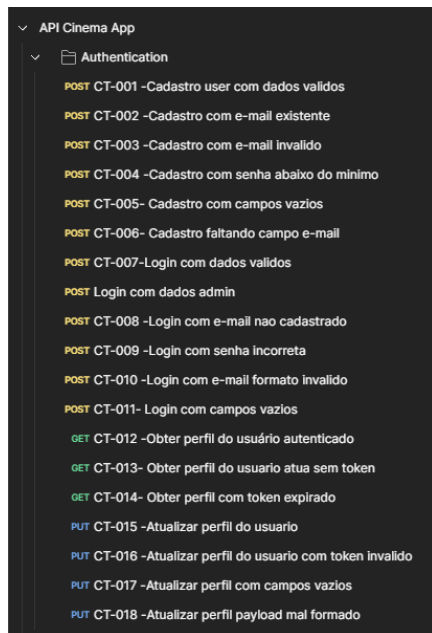 API Cinema App
Authentication
POST CT-001 -Cadastro user com dados validos
POST CT-002 -Cadastro com e-mail existente
POST CT-003 -Cadastro com e-mail invalido
POST CT-004 -Cadastro com senha abaixo do minimo
POST CT-005- Cadastro com campos vazios
POST CT-006- Cadastro faltando campo e-mail
POST CT-007-Login com dados validos
POST Login com dados admin
POST CT-008 -Login com e-mail nao cadastrado
POST CT-009 -Login com senha incorreta
POST CT-010 -Login com e-mail formato invalido
POST CT-011- Login com campos vazios
GET CT-012 -Obter perfil do usuário autenticado
GET CT-013- Obter perfil do usuario atua sem token
GET CT-014- Obter perfil com token expirado
PUT CT-015 -Atualizar perfil do usuario
PUT CT-016 -Atualizar perfil do usuario com token invalido
PUT CT-017 -Atualizar perfil com campos vazios
PUT CT-018 -Atualizar perfil payload mal formado